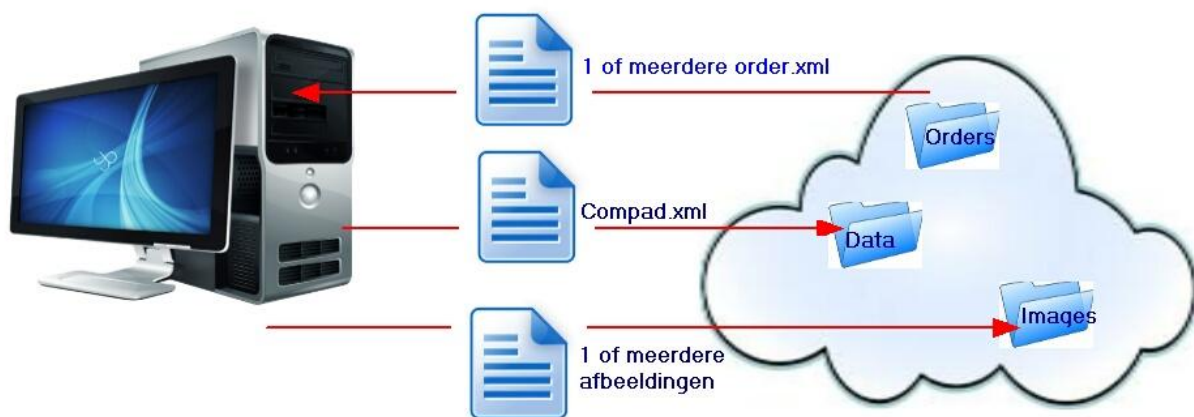 1 of meerdere order.xml
Orders
Compad.xml
Data
Images
1 of meerdere
afbeeldingen